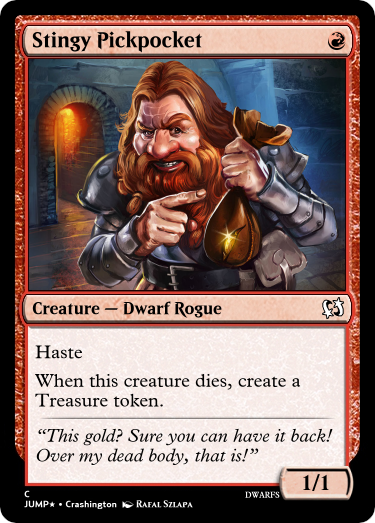 Stingy Pickpocket
Creature — Dwarf Rogue
Haste
When this creature dies, create a
Treasure token.
“This gold? Sure you can have it back!
Over my dead body, that is!”
1/1
C
JUMP★ • Crashington Rafael Szlapa
DWARFS